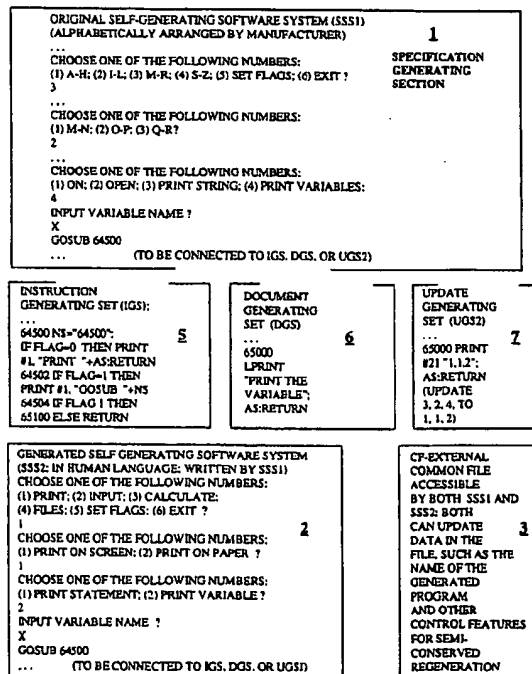 ORIGINAL SELF-GENERATING SOFTWARE SYSTEM (SSS1)
(ALPHABETICALLY ARRANGED BY MANUFACTURER)
1
...
SPECIFICATION
GENERATING
SECTION
CHOOSE ONE OF THE FOLLOWING NUMBERS:
(1) A-H; (2) I-L; (3) M-R; (4) S-Z; (5) SET FLAGS; (6) EXIT ?
3
...
CHOOSE ONE OF THE FOLLOWING NUMBERS:
(1) M-N; (2) O-P; (3) Q-R?
2
...
CHOOSE ONE OF THE FOLLOWING NUMBERS:
(1) ON; (2) OPEN; (3) PRINT STRING; (4) PRINT VARIABLES:
4
INPUT VARIABLE NAME ?
X
GOSUB 64500
... (TO BE CONNECTED TO IGS, DGS, OR UGS2)
INSTRUCTION
GENERATING SET (IGS);
...
5
64500 NS="64500";
IF FLAG=0 THEN PRINT
#1, "PRINT "+AS:RETURN
64502 IF FLAG=1 THEN
PRINT #1, "GOSUB "+NS
64504 IF FLAG 1 THEN
65100 ELSE RETURN
DOCUMENT
GENERATING
SET (DGS)
...
6
65000
LPRINT
"PRINT THE
VARIABLE";
AS:RETURN
UPDATE
GENERATING
SET (UGS2)
...
7
65000 PRINT
#21 "1,1,2";
AS:RETURN
(UPDATE
3, 2, 4, TO
1, 1, 2)
GENERATED SELF GENERATING SOFTWARE SYSTEM
(SSS2: IN HUMAN LANGUAGE: WRITTEN BY SSS1)
CHOOSE ONE OF THE FOLLOWING NUMBERS:
(1) PRINT; (2) INPUT; (3) CALCULATE;
(4) FILES; (5) SET FLAGS; (6) EXIT ?
1
2
CHOOSE ONE OF THE FOLLOWING NUMBERS;
(1) PRINT ON SCREEN; (2) PRINT ON PAPER ?
1
CHOOSE ONE OF THE FOLLOWING NUMBERS:
(1) PRINT STATEMENT; (2) PRINT VARIABLE ?
2
INPUT VARIABLE NAME ?
X
GOSUB 64500
... (TO BE CONNECTED TO IGS, DGS, OR UGS1)
CF-EXTERNAL
COMMON FILE
ACCESSIBLE
BY BOTH SSS1 AND
SSS2; BOTH
CAN UPDATE
3
DATA IN THE
FILE, SUCH AS THE
NAME OF THE
GENERATED
PROGRAM
AND OTHER
CONTROL FEATURES
FOR SEMI-
CONSERVED
REGENERATION